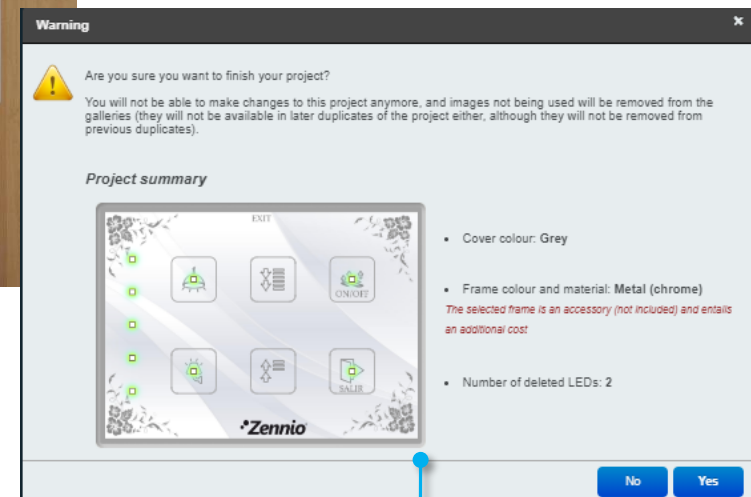 Warning
Are you sure you want to finish your project?
You will not be able to make changes to this project anymore, and images not being used will be removed from the
galleries (they will not be available in later duplicates of the project either, although they will not be removed from
previous duplicates).
Project summary
EXIT
ON/OFF
SALIR
Zennio
• Cover colour: Grey
• Frame colour and material: Metal (chrome)
The selected frame is an accessory (not included) and entails
an additional cost
• Number of deleted LEDs: 2
No
Yes